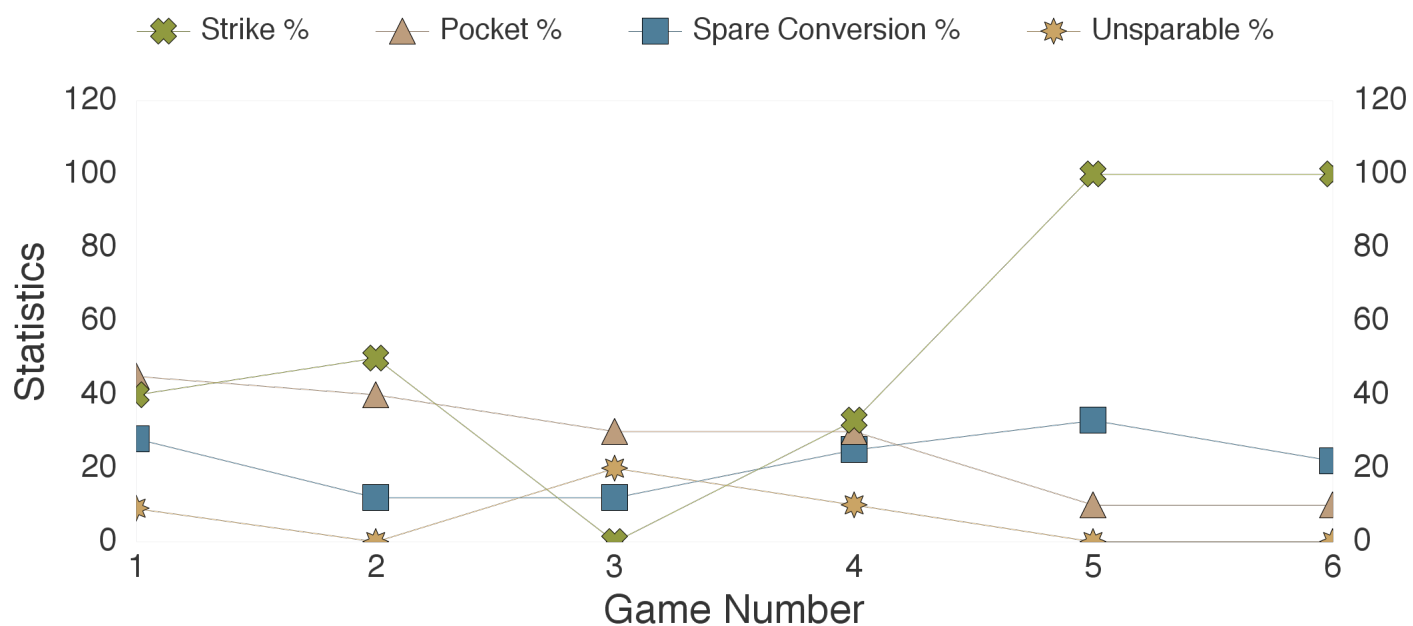 Strike % Pocket % Spare Conversion % Unsparable %
120 120
100 100
80 80
60 60
40 40
20 20
0 0
Statistics
1 2 3 4 5 6
Game Number